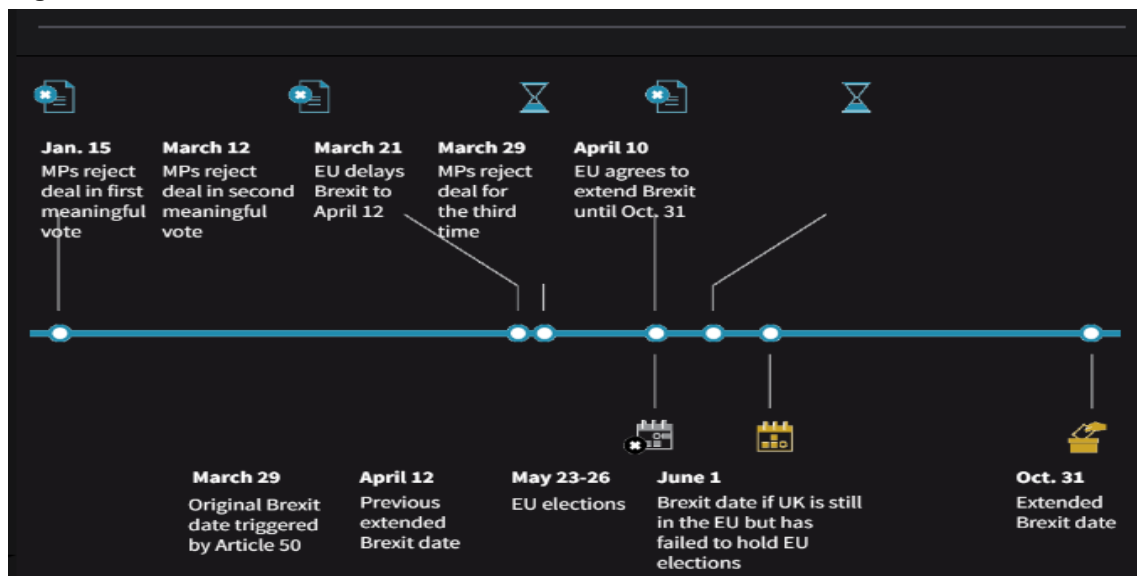 Jan. 15
MPs reject
deal in first
meaningful
vote
March 12
MPs reject
deal in second
meaningful
vote
March 21
EU delays
Brexit to
April 12
March 29
MPs reject
deal for
the third
time
April 10
EU agrees to
extend Brexit
until Oct. 31
March 29
Original Brexit
date triggered
by Article 50
April 12
Previous
extended
Brexit date
May 23-26
EU elections
June 1
Brexit date if UK is still
in the EU but has
failed to hold EU
elections
Oct. 31
Extended
Brexit date